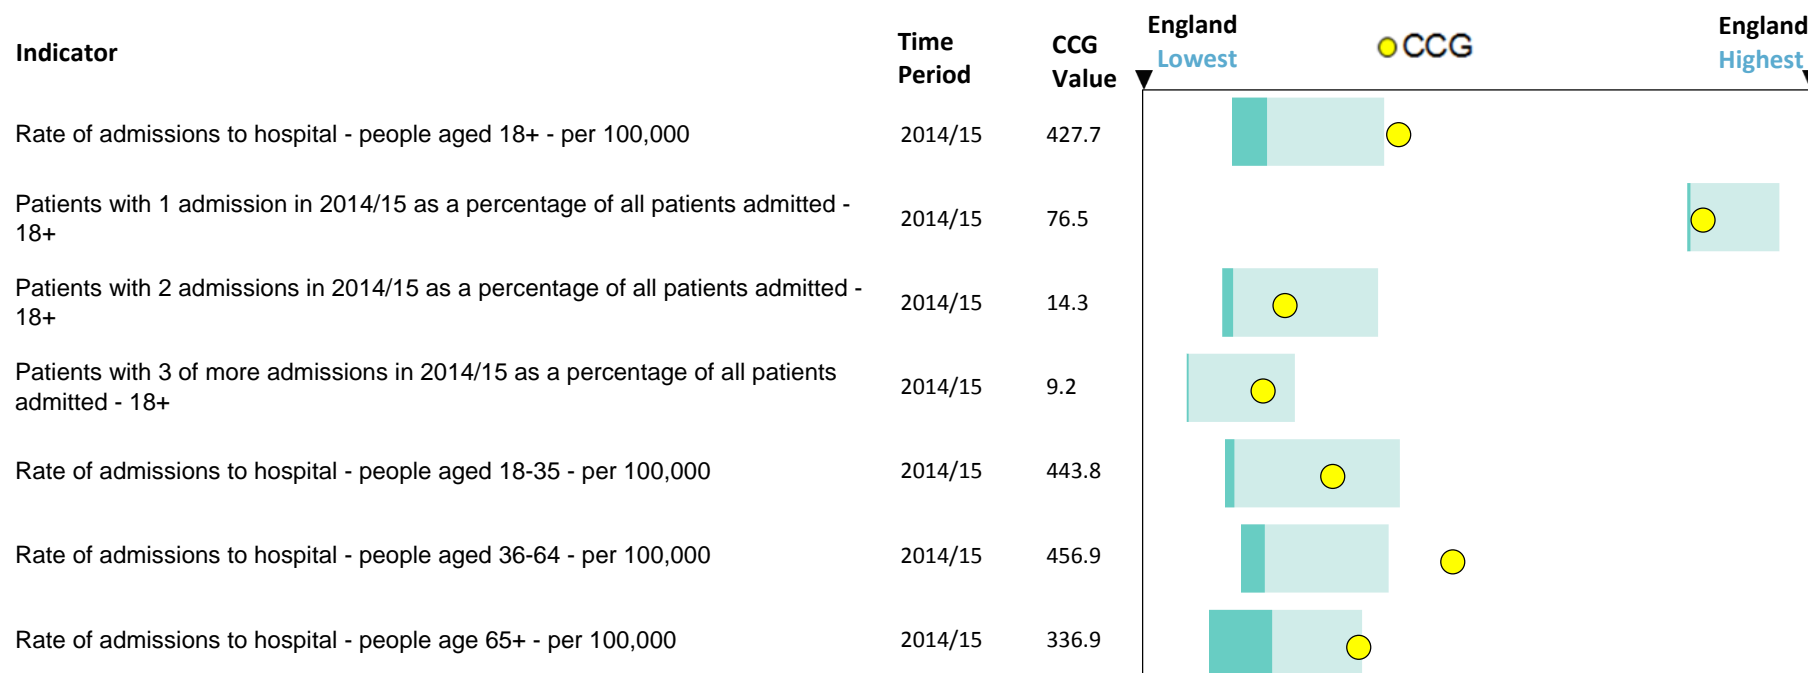 Indicator
Time Period
CCG Value
England Lowest
CCG
England Highest
Rate of admissions to hospital - people aged 18+ - per 100,000 2014/15 427.7
Patients with 1 admission in 2014/15 as a percentage of all patients admitted -
18+
2014/15 76.5
Patients with 2 admissions in 2014/15 as a percentage of all patients admitted -
18+
2014/15 14.3
Patients with 3 of more admissions in 2014/15 as a percentage of all patients
admitted - 18+
2014/15 9.2
Rate of admissions to hospital - people aged 18-35 - per 100,000 2014/15 443.8
Rate of admissions to hospital - people aged 36-64 - per 100,000 2014/15 456.9
Rate of admissions to hospital - people age 65+ - per 100,000 2014/15 336.9